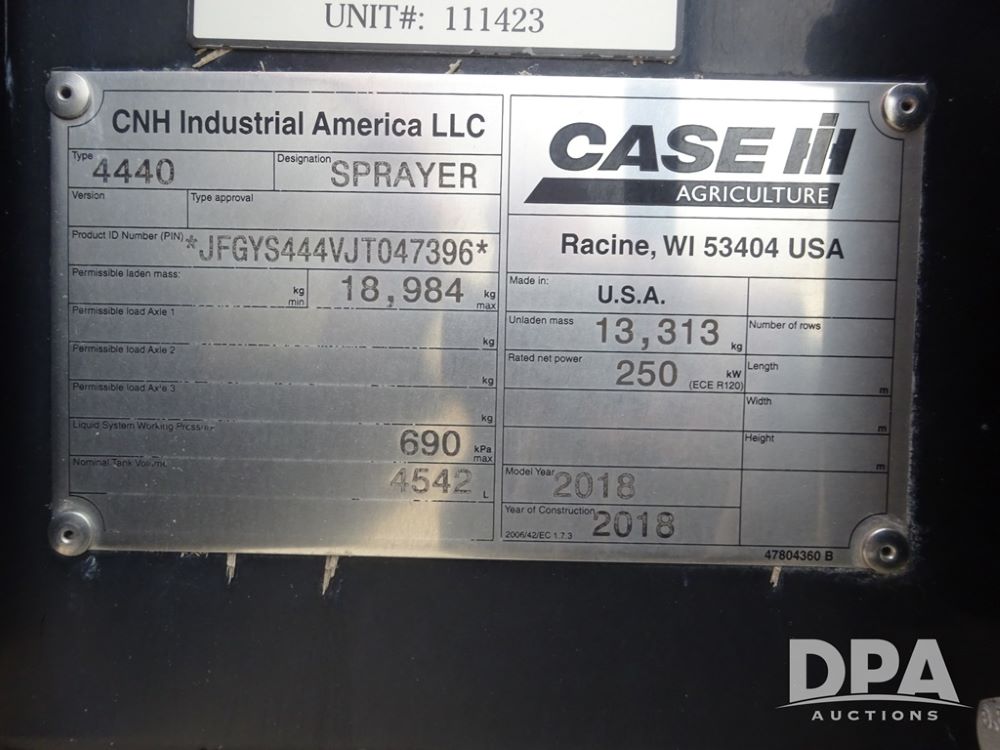 UNIT#: 111423
CNH Industrial America LLC
Type 4440 Designation SPRAYER
Version Type approval
Product ID Number (PIN) *JFGYS444VJT047396*
Permissible laden mass: kg min 18,984 kg max
Permissible load Axle 1 kg
Permissible load Axle 2 kg
Permissible load Axle 3 kg
Liquid System Working Pressure 690 kPa max
Nominal Tank Volume 4542 L
CASE IH
AGRICULTURE
Racine, WI 53404 USA
Made in: U.S.A.
Unladen mass 13,313 kg Number of rows
Rated net power 250 kW (ECE R120) Length m
Width m
Height m
Model Year 2018
Year of Construction 2018
2006/42/EC 1.7.3
47804360 B
DPA
AUCTIONS